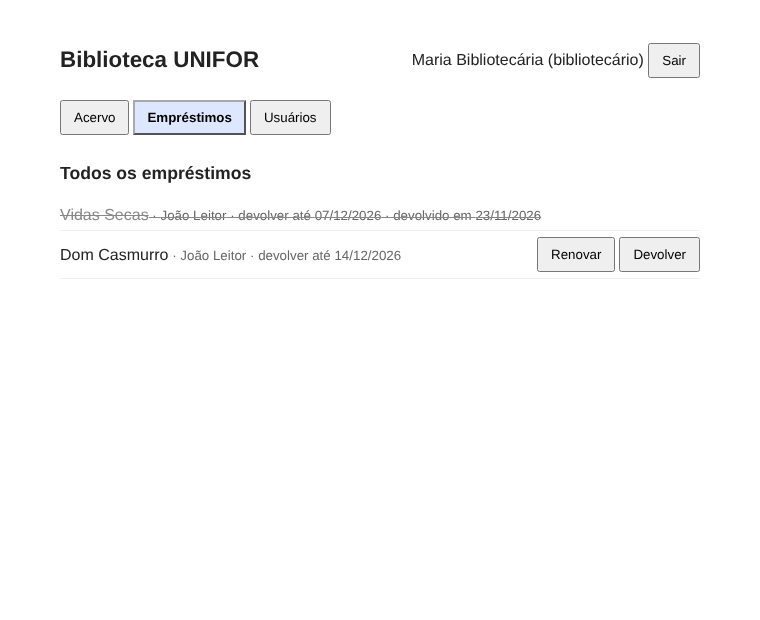 Biblioteca UNIFOR
Maria Bibliotecária (bibliotecário) Sair
Acervo Empréstimos Usuários
Todos os empréstimos
Vidas Secas · João Leitor · devolver até 07/12/2026 · devolvido em 23/11/2026
Dom Casmurro · João Leitor · devolver até 14/12/2026 Renovar Devolver